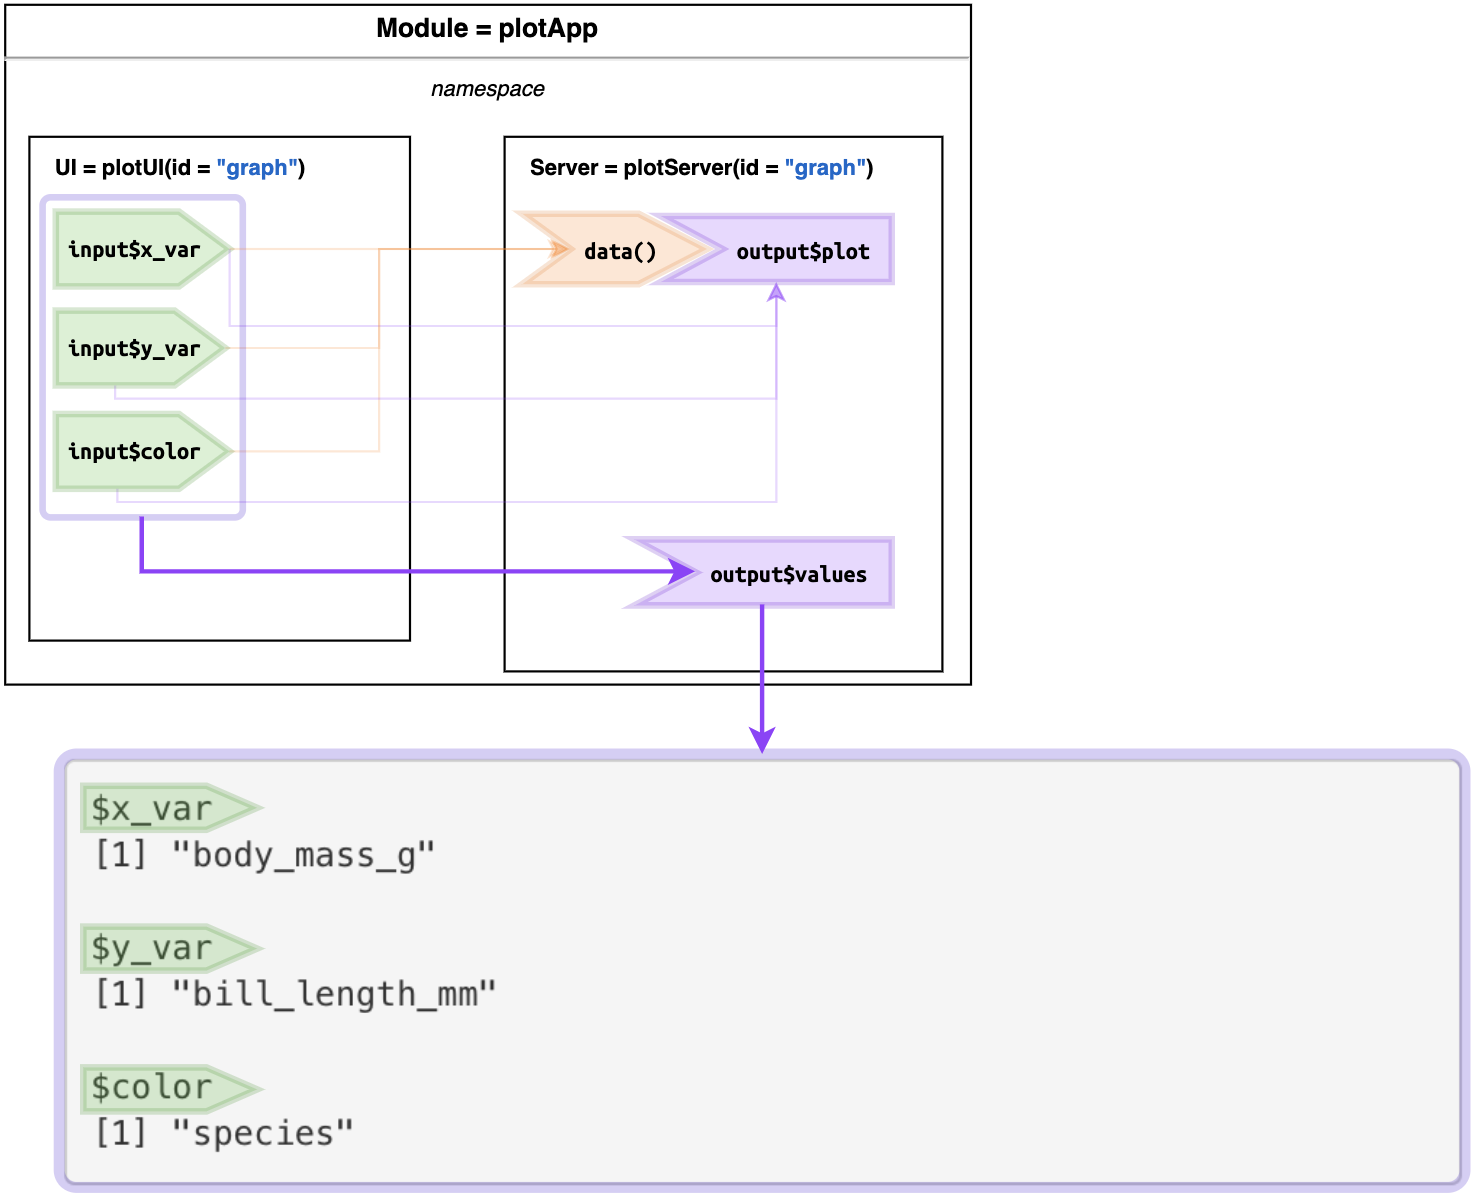 Module = plotApp
namespace
UI = plotUI(id = "graph")
input$x_var
input$y_var
input$color
Server = plotServer(id = "graph")
data()
output$plot
output$values
$x_var
[1] "body_mass_g"
$y_var
[1] "bill_length_mm"
$color
[1] "species"